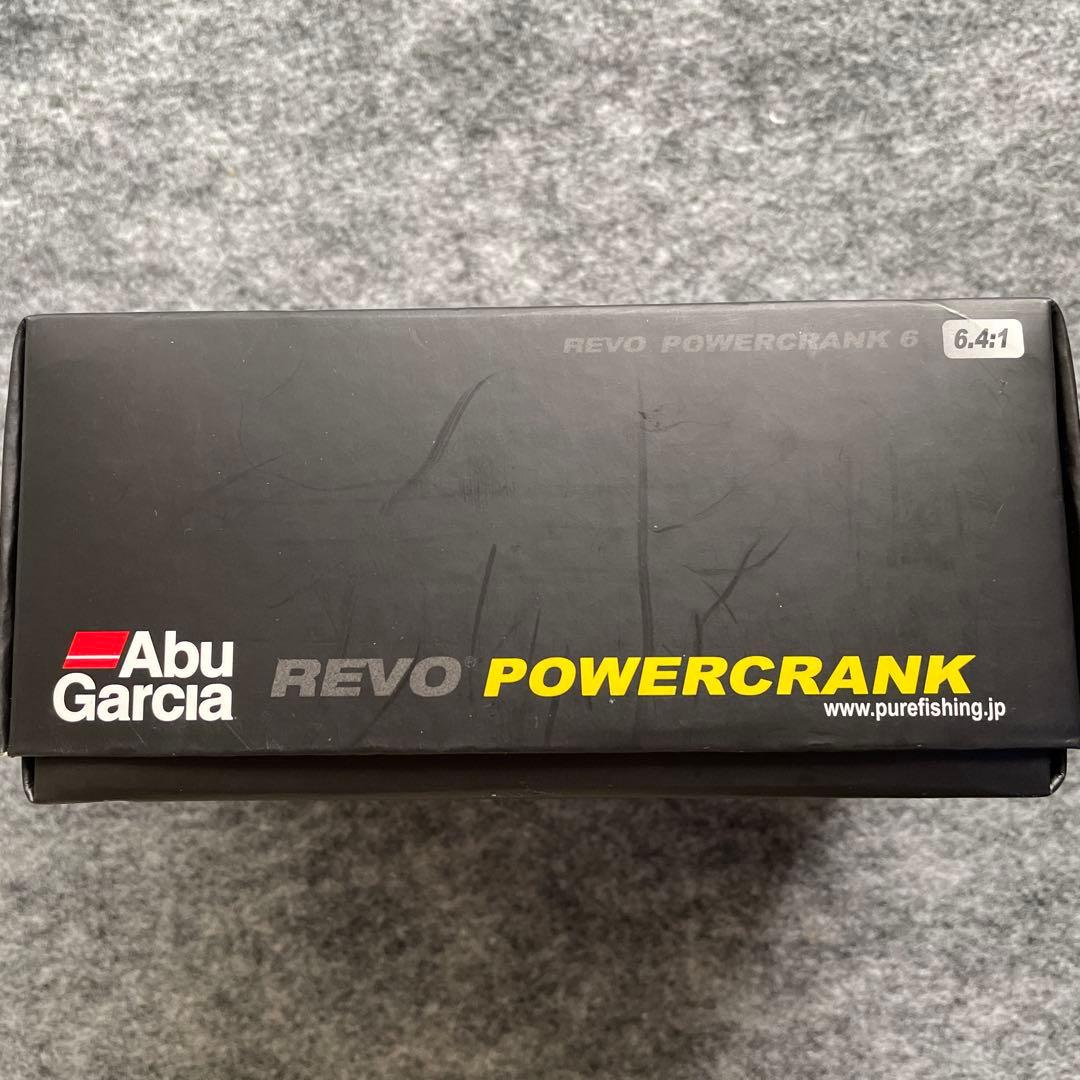 REVO POWERCRANK 6 6.4:1
Abu
Garcia
REVO® POWERCRANK
www.purefishing.jp